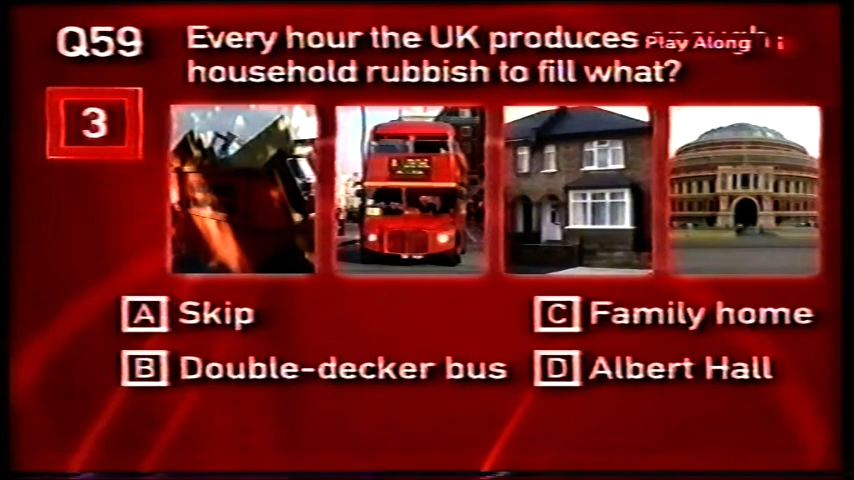 Q59
Every hour the UK produces
Play Along i
household rubbish to fill what?
3
A Skip
C Family home
B Double-decker bus
D Albert Hall